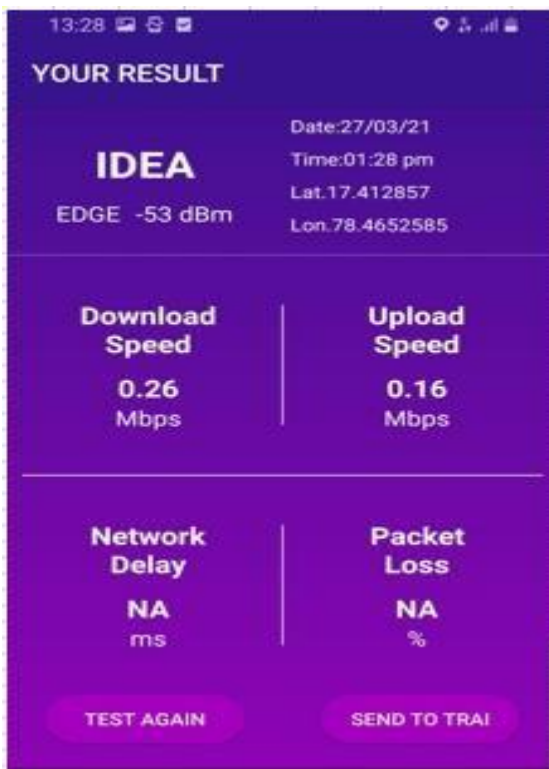 13:28
YOUR RESULT
IDEA
EDGE -53 dBm
Date:27/03/21
Time:01:28 pm
Lat.17.412857
Lon.78.4652585
Download
Speed
0.26
Mbps
Upload
Speed
0.16
Mbps
Network
Delay
NA
ms
Packet
Loss
NA
%
TEST AGAIN
SEND TO TRAI